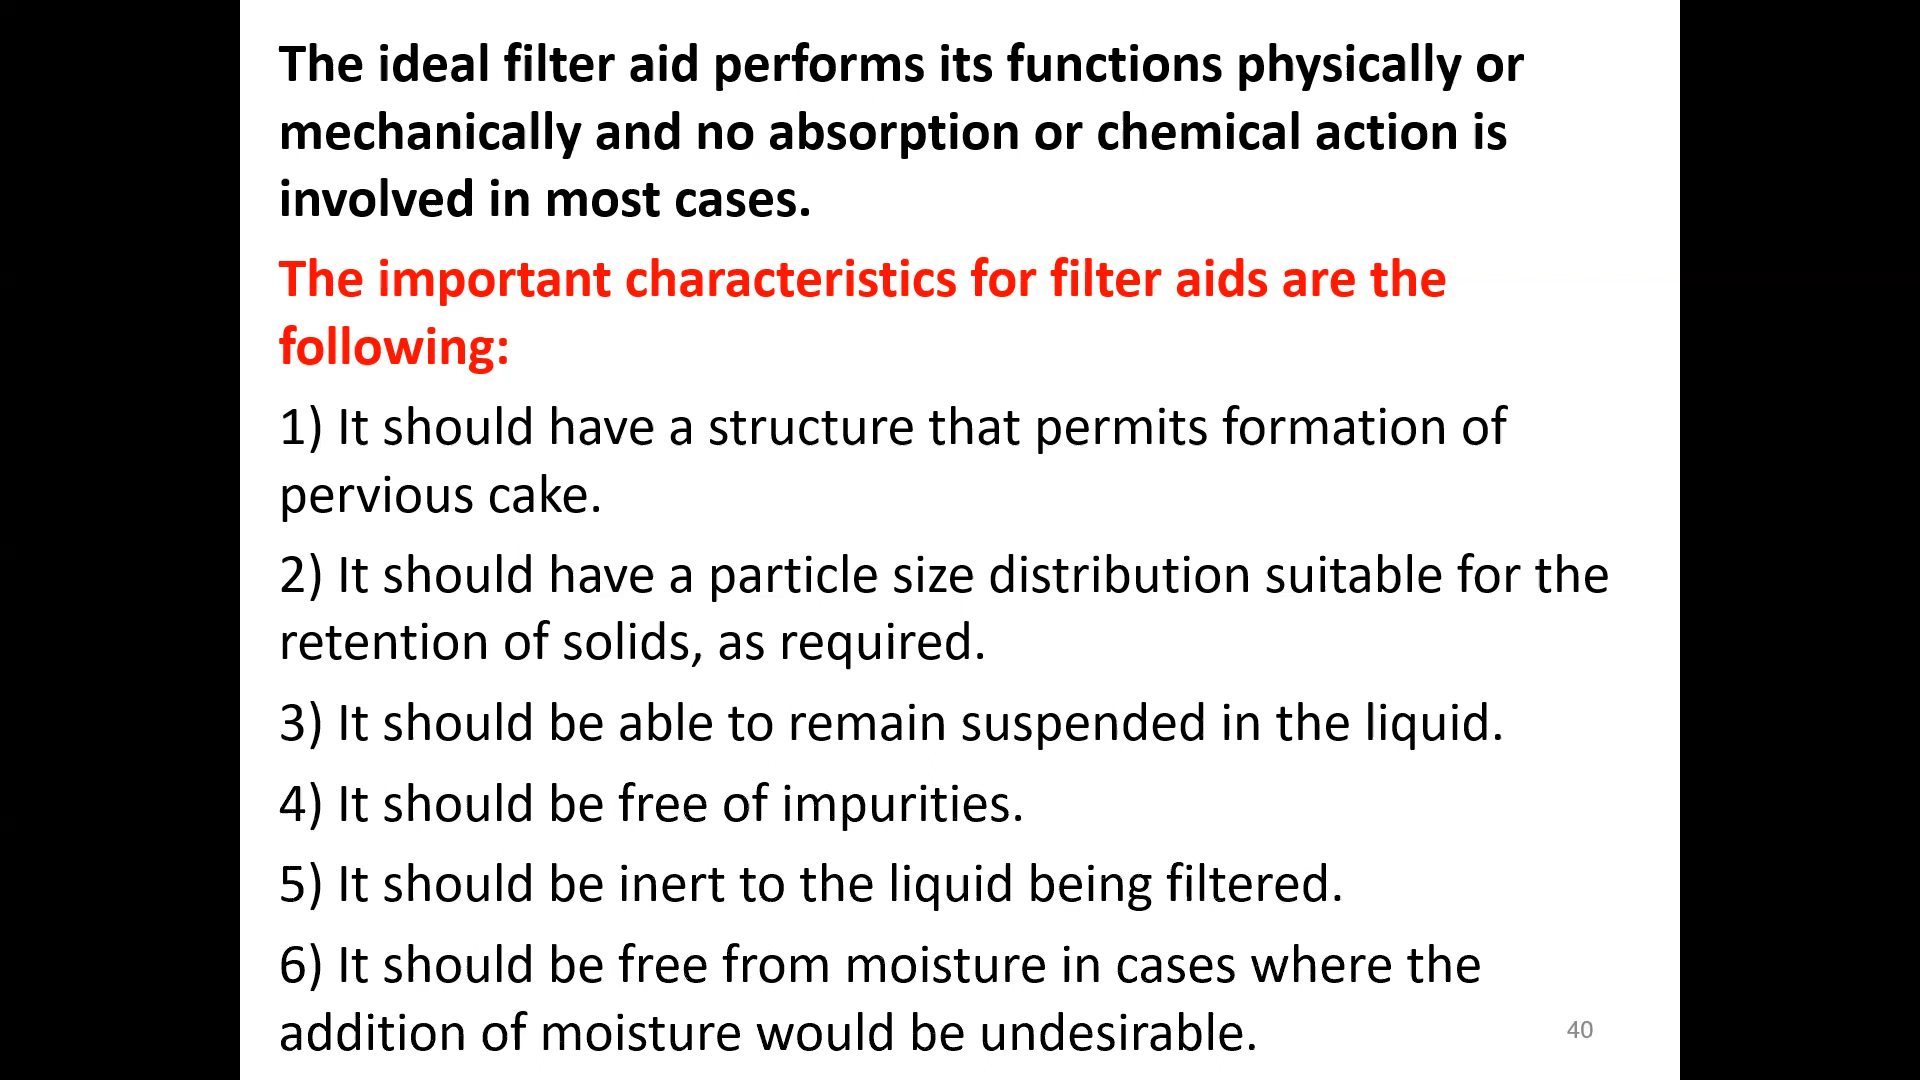 The ideal filter aid performs its functions physically or
mechanically and no absorption or chemical action is
involved in most cases.
The important characteristics for filter aids are the
following:
1) It should have a structure that permits formation of
pervious cake.
2) It should have a particle size distribution suitable for the
retention of solids, as required.
3) It should be able to remain suspended in the liquid.
4) It should be free of impurities.
5) It should be inert to the liquid being filtered.
6) It should be free from moisture in cases where the
addition of moisture would be undesirable.
40